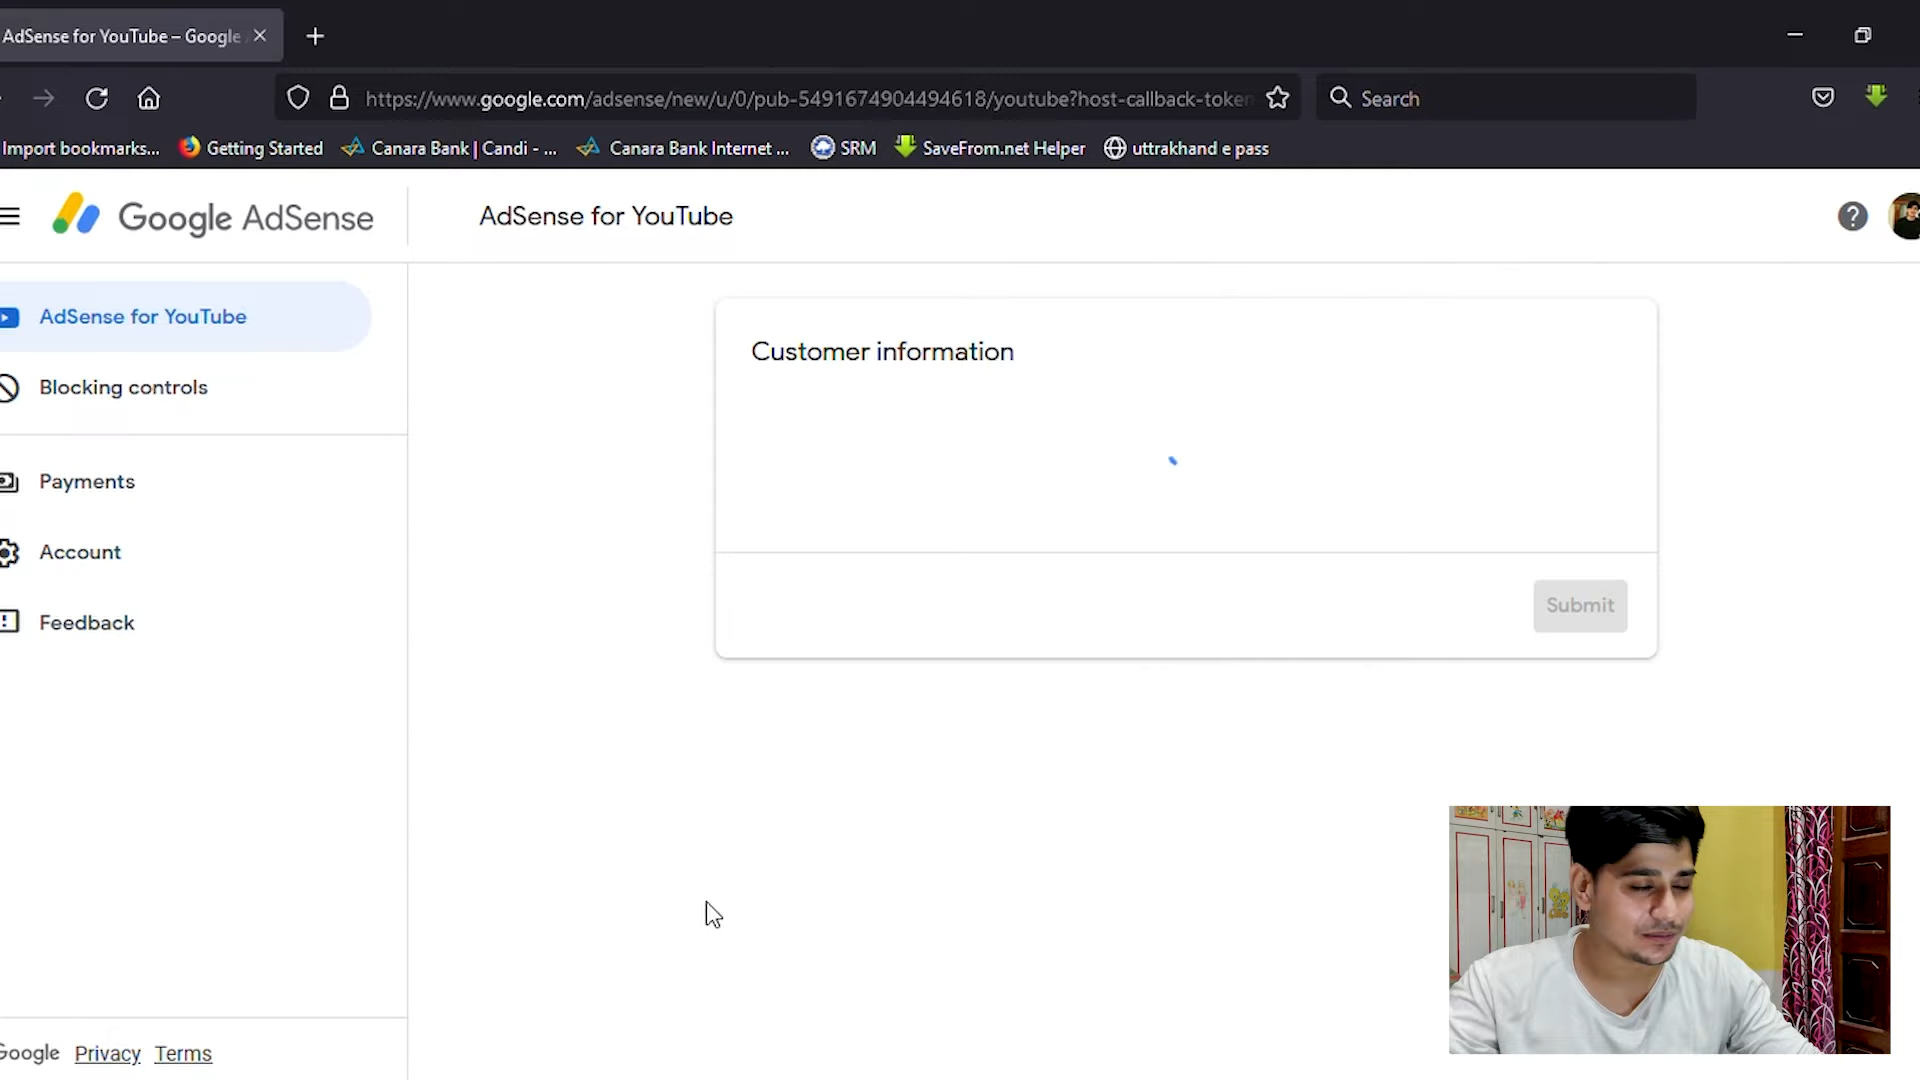 AdSense for YouTube – Google
https://www.google.com/adsense/new/u/0/pub-5491674904494618/youtube?host-callback-token
Search
Import bookmarks...
Getting Started
Canara Bank | Candi - ...
Canara Bank Internet ...
SRM
SaveFrom.net Helper
uttrakhand e pass
Google AdSense
AdSense for YouTube
AdSense for YouTube
Blocking controls
Payments
Account
Feedback
Customer information
Submit
Google Privacy Terms